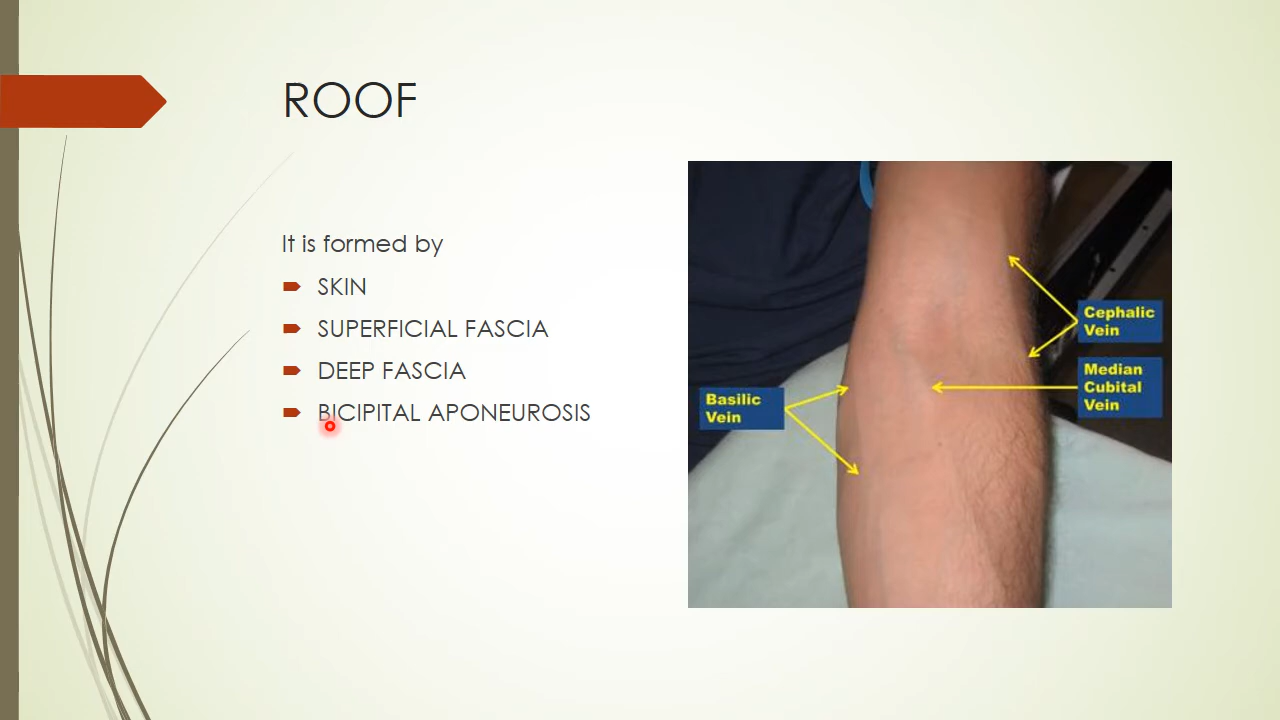 ROOF
It is formed by
SKIN
SUPERFICIAL FASCIA
DEEP FASCIA
BICIPITAL APONEUROSIS
Cephalic
Vein
Median
Cubital
Vein
Basilic
Vein